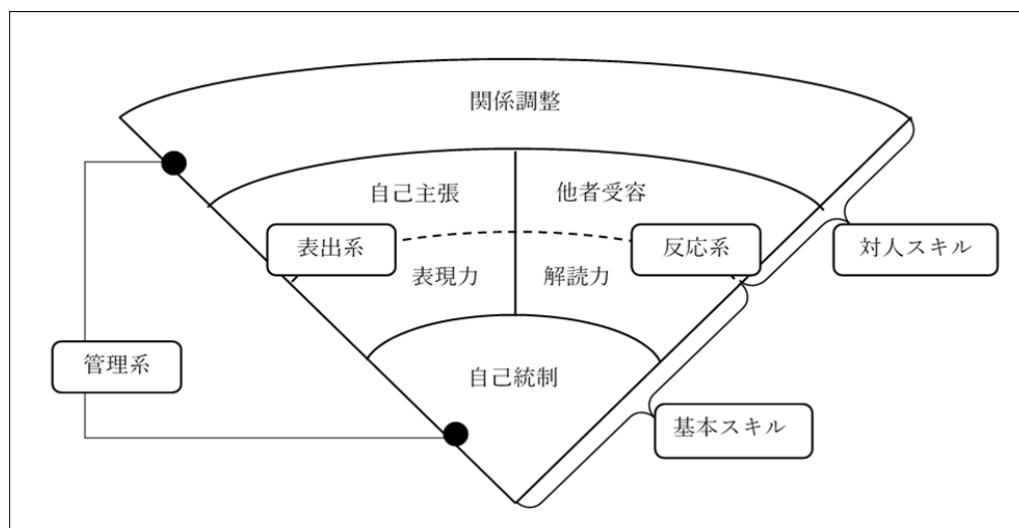 関係調整
自己主張
他者受容
表出系
反応系
対人スキル
表現力
解読力
管理系
自己統制
基本スキル